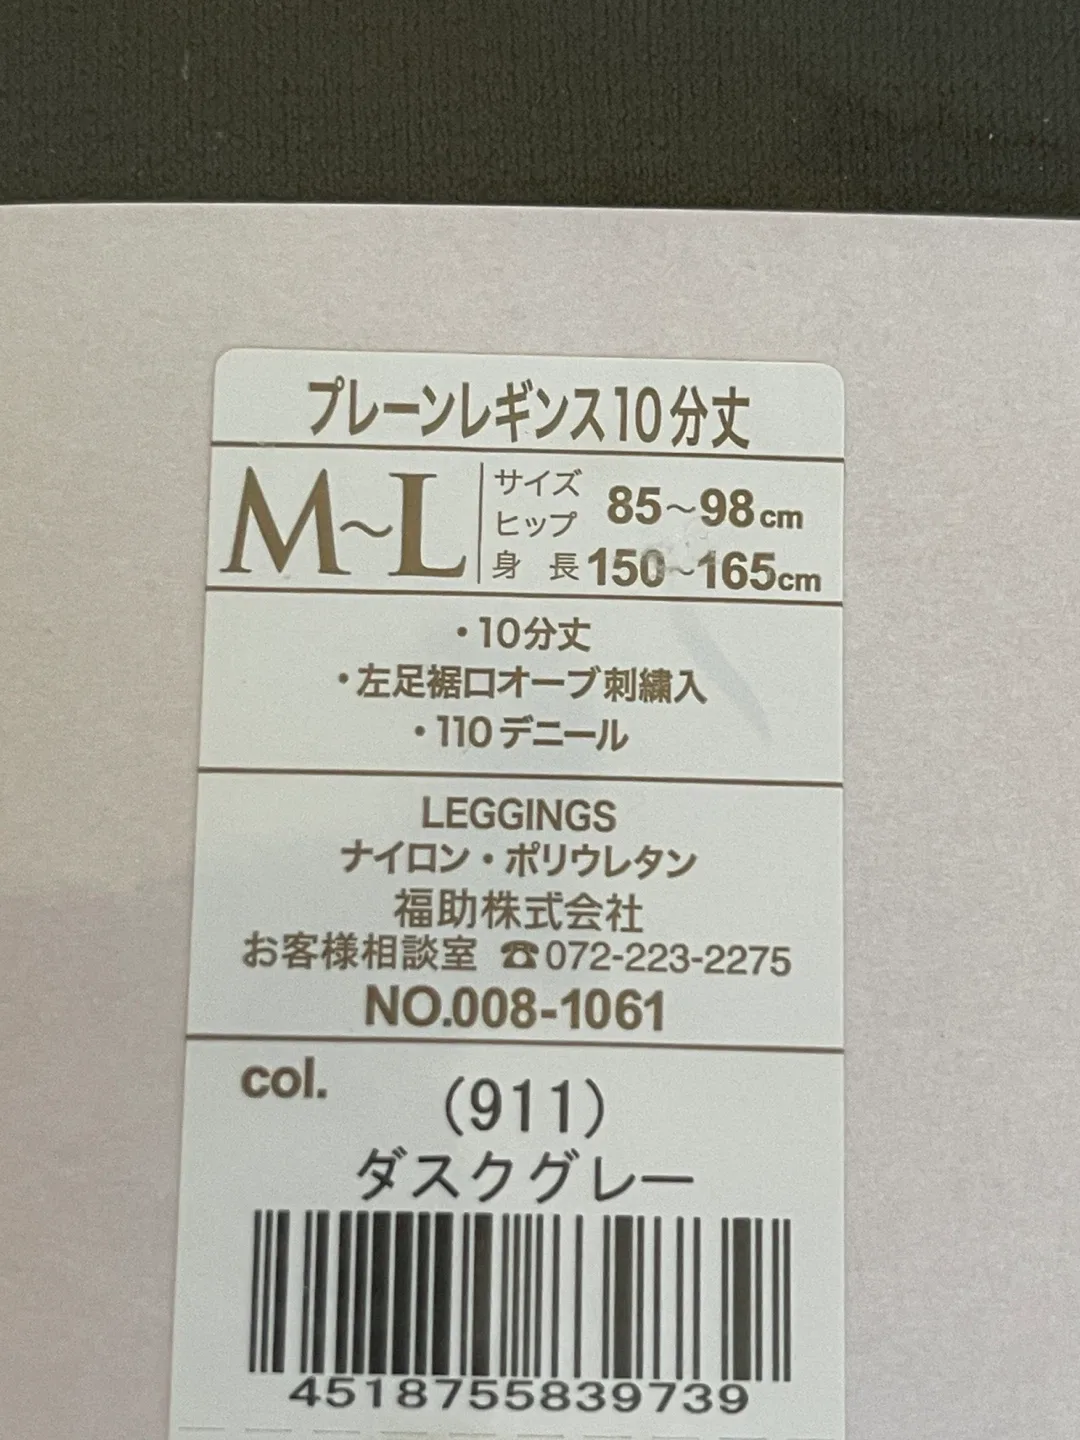 プレーンレギンス10分丈
M～L
サイズ
ヒップ 85～98cm
身長 150～165cm
・10分丈
・左足裾口オーブ刺繍入
・110デニール
LEGGINGS
ナイロン・ポリウレタン
福助株式会社
お客様相談室 ☎072-223-2275
NO.008-1061
col.
(911)
ダスクグレー
4518755839739